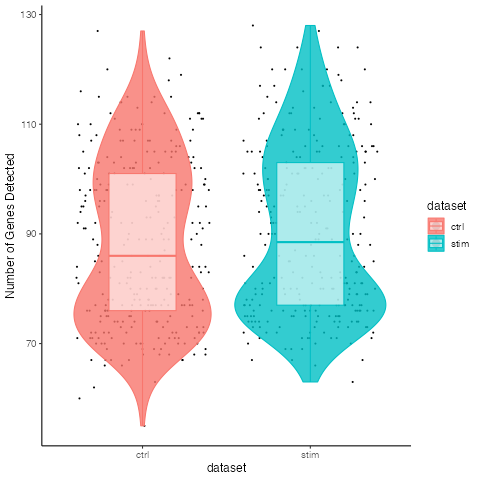 130
110
90
70
Number of Genes Detected
ctrl
stim
dataset
dataset
ctrl
stim